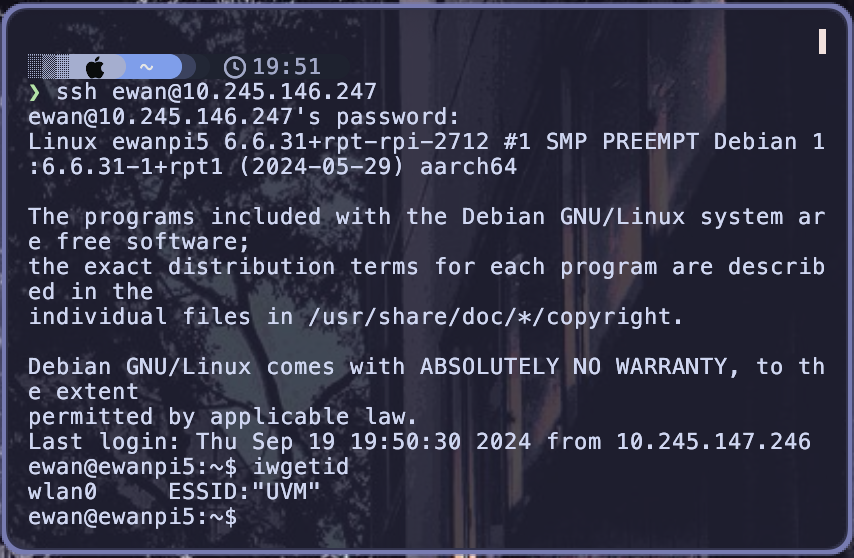 ~ 19:51
❯ ssh ewan@10.245.146.247
ewan@10.245.146.247's password:
Linux ewanpi5 6.6.31+rpt-rpi-2712 #1 SMP PREEMPT Debian 1
:6.6.31-1+rpt1 (2024-05-29) aarch64

The programs included with the Debian GNU/Linux system ar
e free software;
the exact distribution terms for each program are describ
ed in the
individual files in /usr/share/doc/*/copyright.

Debian GNU/Linux comes with ABSOLUTELY NO WARRANTY, to th
e extent
permitted by applicable law.
Last login: Thu Sep 19 19:50:30 2024 from 10.245.147.246
ewan@ewanpi5:~$ iwgetid
wlan0     ESSID:"UVM"
ewan@ewanpi5:~$